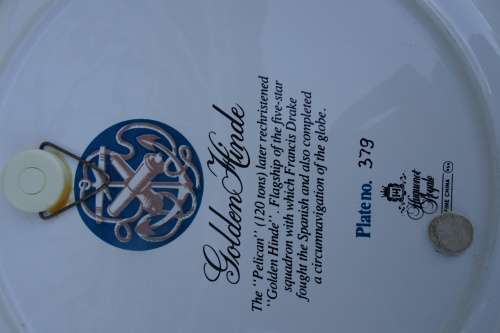 Golden Hinde
The "Pelican" (120 tons) later rechristened
"Golden Hinde". Flagship of the five-star
squadron with which Francis Drake
fought the Spanish and also completed
a circumnavigation of the globe.
Plate no. 379
FINE CHINA